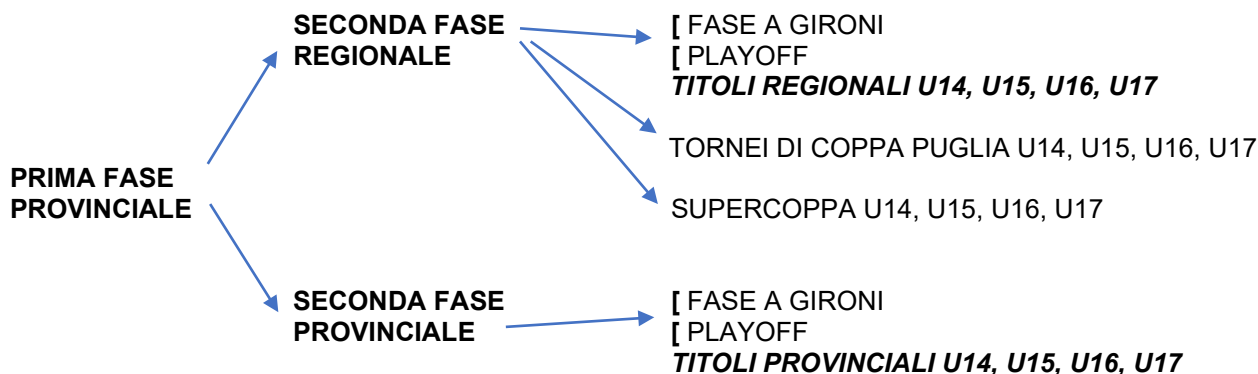 SECONDA FASE
REGIONALE
[ FASE A GIRONI
[ PLAYOFF
TITOLI REGIONALI U14, U15, U16, U17
TORNEI DI COPPA PUGLIA U14, U15, U16, U17
PRIMA FASE
PROVINCIALE
SUPERCOPPA U14, U15, U16, U17
SECONDA FASE
PROVINCIALE
[ FASE A GIRONI
[ PLAYOFF
TITOLI PROVINCIALI U14, U15, U16, U17